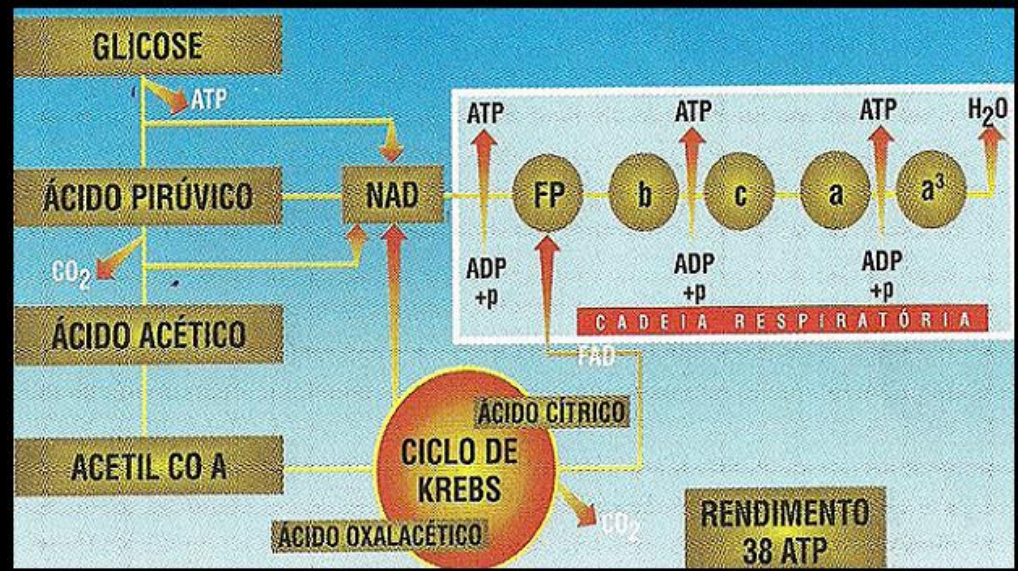 GLICOSE
ATP
ÁCIDO PIRÚVICO
NAD
CO₂
ÁCIDO ACÉTICO
ACETIL CO A
ATP
ATP
ATP
H₂O
FP
b
c
a
a³
ADP
+p
ADP
+p
ADP
+p
CADEIA RESPIRATÓRIA
FAD
ÁCIDO CÍTRICO
CICLO DE
KREBS
ÁCIDO OXALACÉTICO
CO₂
RENDIMENTO
38 ATP